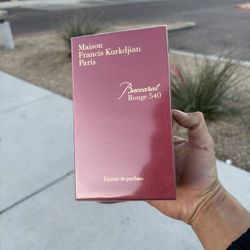 Maison
Francis Kurkdjian
Paris
Baccarat
Rouge 540
Extrait de parfum